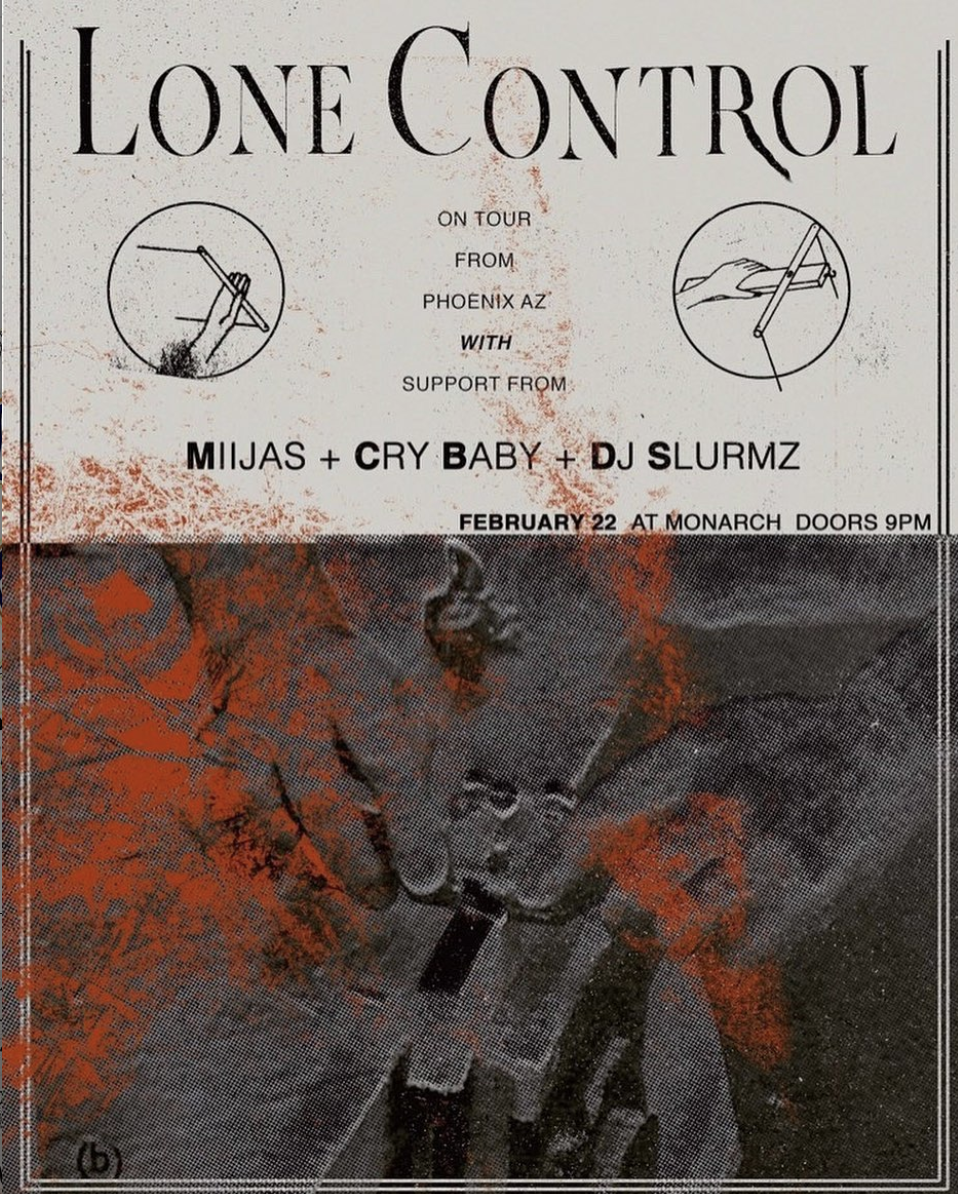 LONE CONTROL
ON TOUR
FROM
PHOENIX AZ
WITH
SUPPORT FROM
MIIJAS + CRY BABY + DJ SLURMZ
FEBRUARY 22 AT MONARCH DOORS 9PM
(b)